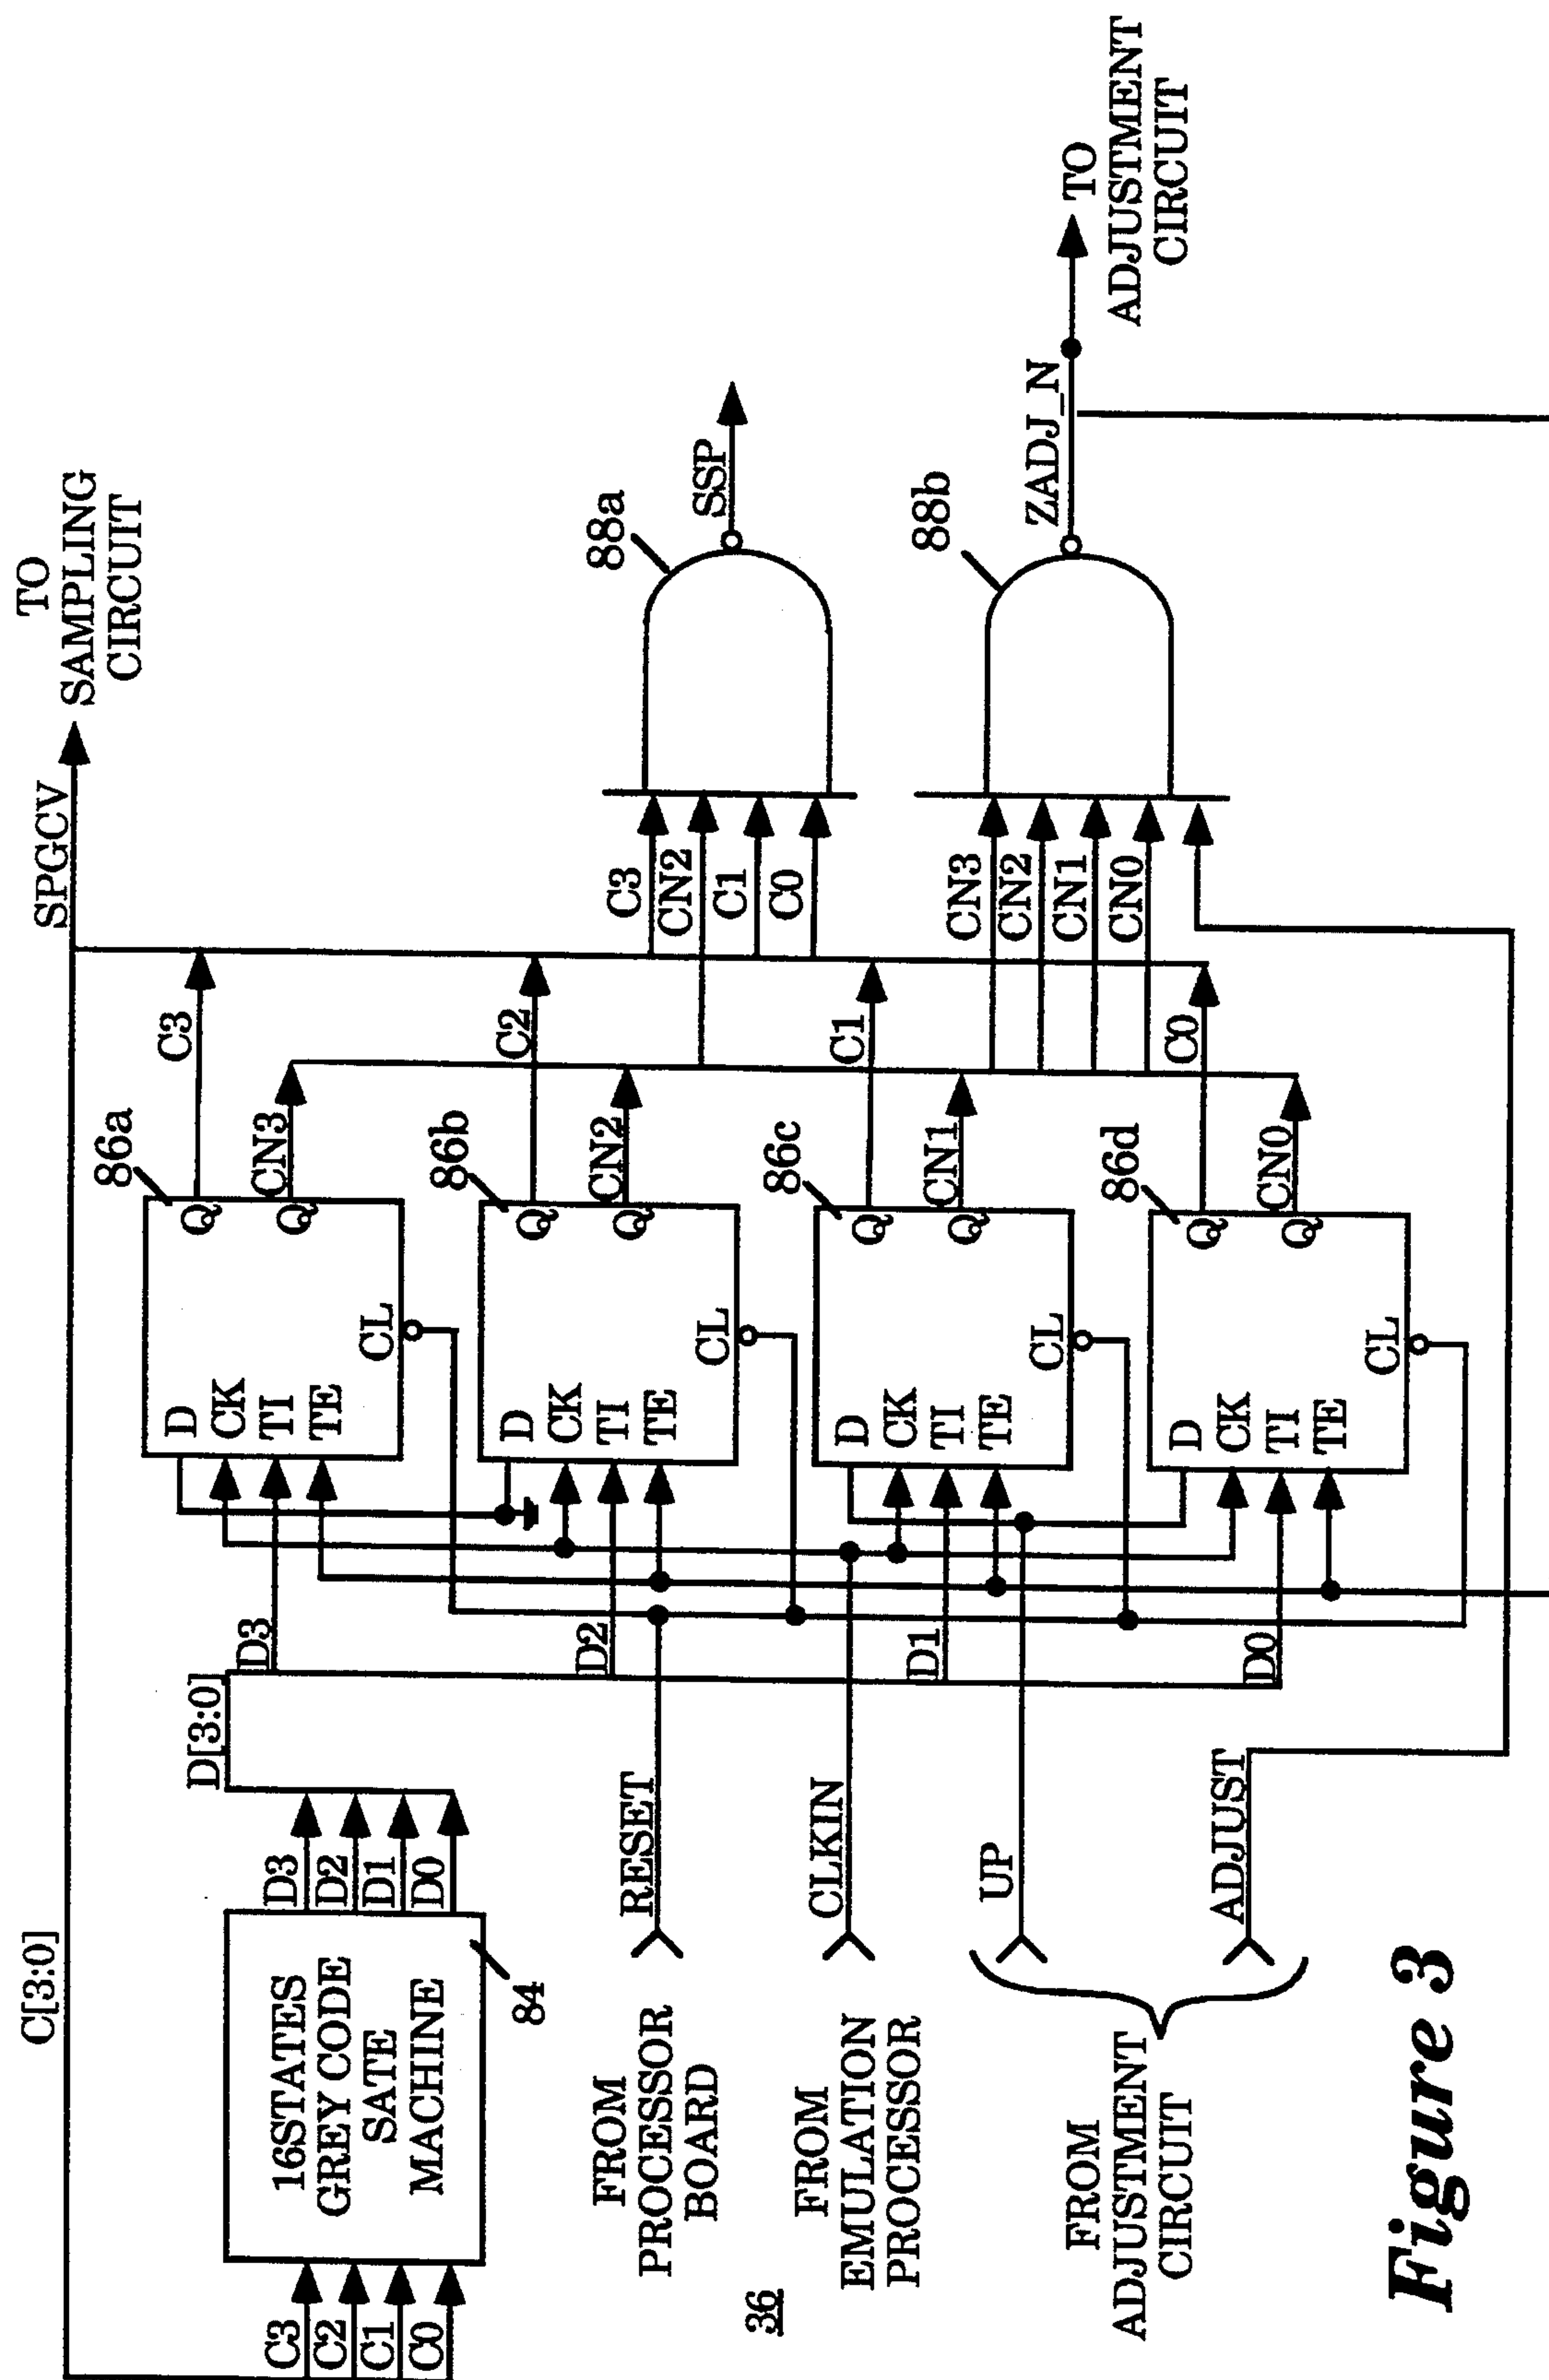 C[3:0]
SPGCV
TO
SAMPLING
CIRCUIT
C3
C2
C1
C0
16STATES
GREY CODE
SATE
MACHINE
84
D3
D2
D1
D0
D[3:0]
D3
D2
D1
D0
86a
D
CK
TI
TE
CL
Q
Q
C3
CN3
86b
D
CK
TI
TE
CL
Q
Q
C2
CN2
86c
D
CK
TI
TE
CL
Q
Q
C1
CN1
86d
D
CK
TI
TE
CL
Q
Q
C0
CN0
C3
CN2
C1
C0
88a
SSP
CN3
CN2
CN1
CN0
88b
ZADJ_N
TO
ADJUSTMENT
CIRCUIT
FROM
PROCESSOR
BOARD
RESET
36
FROM
EMULATION
PROCESSOR
CLKIN
FROM
ADJUSTMENT
CIRCUIT
UP
ADJUST
Figure 3